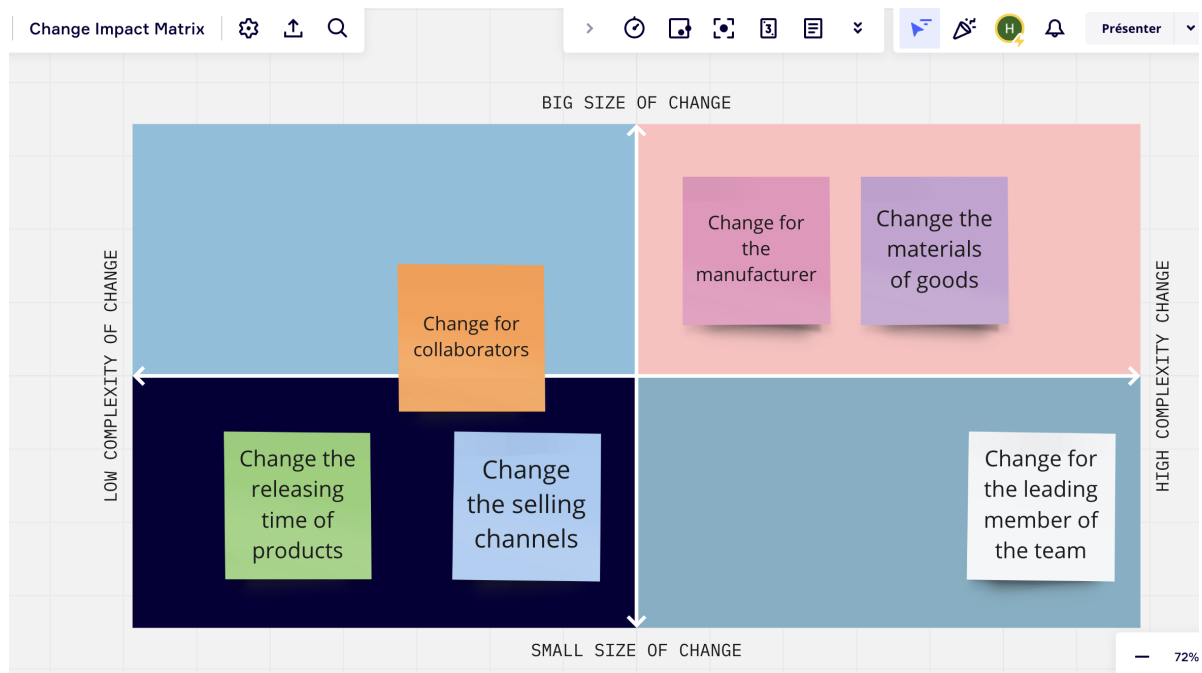 Change Impact Matrix
3
H
Présenter
BIG SIZE OF CHANGE
LOW COMPLEXITY OF CHANGE
Change for
the
manufacturer
Change the
materials
of goods
Change for
collaborators
HIGH COMPLEXITY CHANGE
Change the
releasing
time of
products
Change
the selling
channels
Change for
the leading
member of
the team
SMALL SIZE OF CHANGE
72%